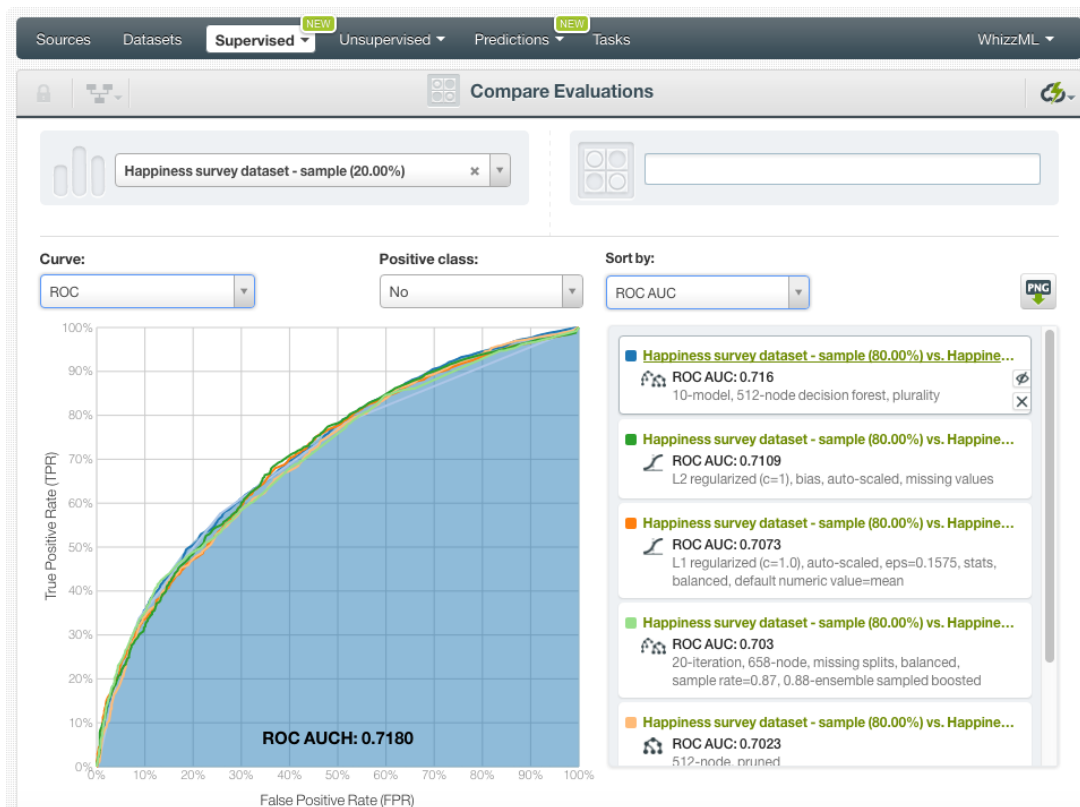 NEW NEW
Sources Datasets Supervised Unsupervised Predictions Tasks WhizzML
Compare Evaluations
Happiness survey dataset - sample (20.00%) ×
Curve: Positive class: Sort by:
ROC No ROC AUC PNG
100%
90%
80%
70%
60%
50%
40%
30%
20%
10%
0%
True Positive Rate (TPR)
ROC AUCH: 0.7180
0% 10% 20% 30% 40% 50% 60% 70% 80% 90% 100%
False Positive Rate (FPR)
Happiness survey dataset - sample (80.00%) vs. Happine...
ROC AUC: 0.716
10-model, 512-node decision forest, plurality
Happiness survey dataset - sample (80.00%) vs. Happine...
ROC AUC: 0.7109
L2 regularized (c=1), bias, auto-scaled, missing values
Happiness survey dataset - sample (80.00%) vs. Happine...
ROC AUC: 0.7073
L1 regularized (c=1.0), auto-scaled, eps=0.1575, stats,
balanced, default numeric value=mean
Happiness survey dataset - sample (80.00%) vs. Happine...
ROC AUC: 0.703
20-iteration, 658-node, missing splits, balanced,
sample rate=0.87, 0.88-ensemble sampled boosted
Happiness survey dataset - sample (80.00%) vs. Happine...
ROC AUC: 0.7023
512-node, pruned